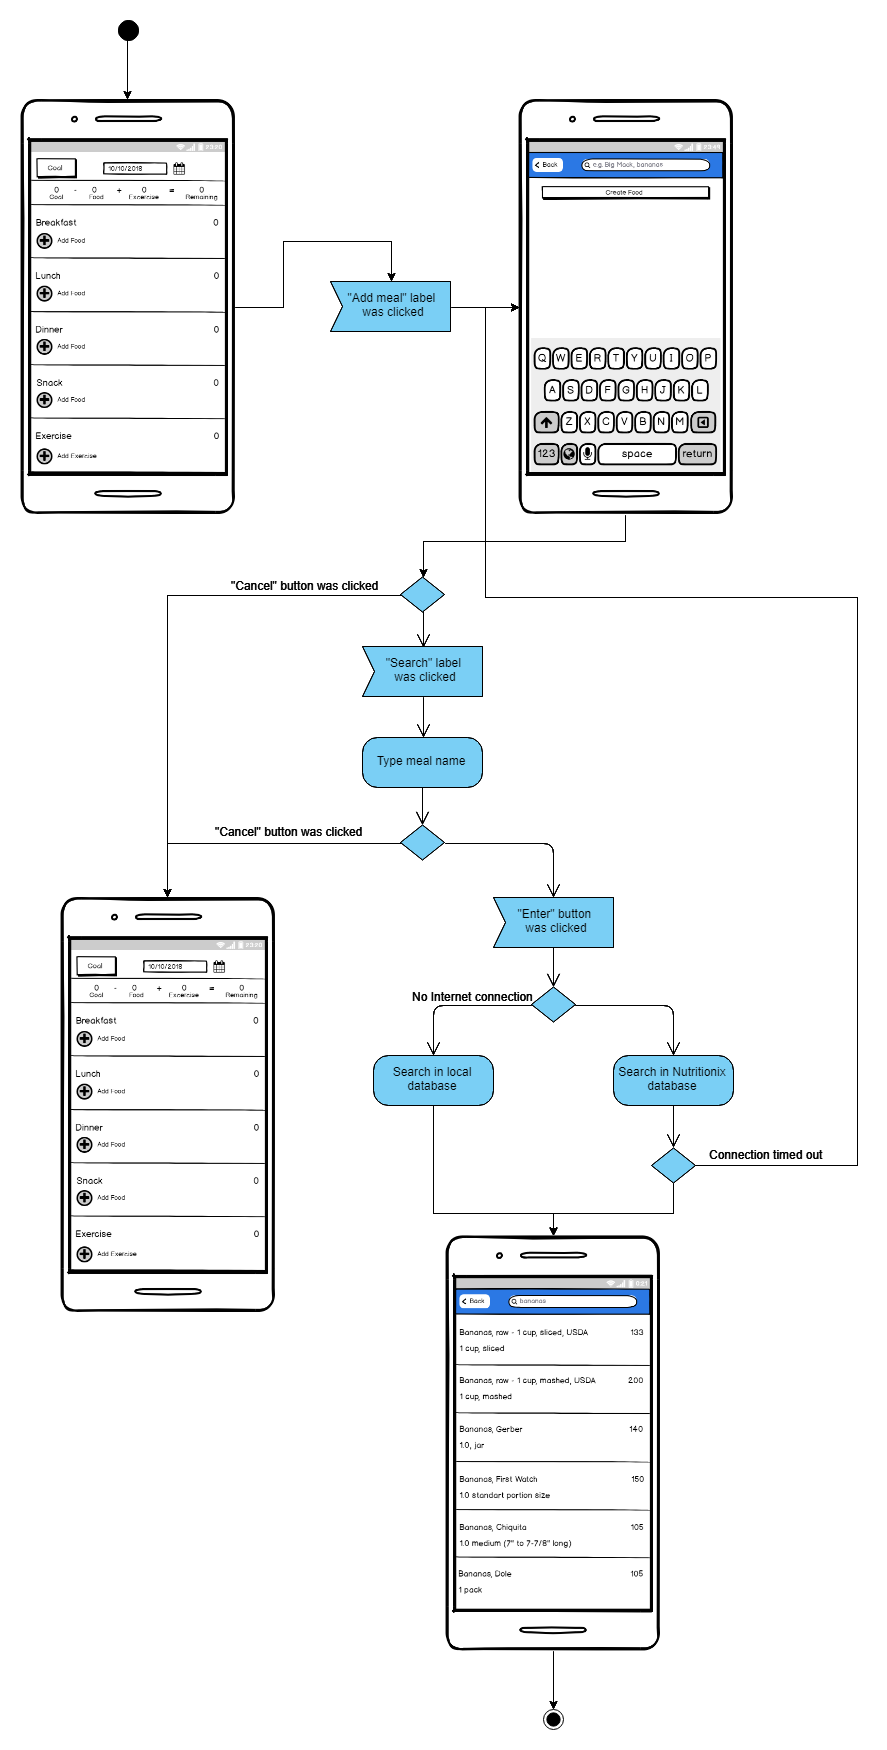 23:20
Goal
10/10/2018
0 - 0 + 0 = 0
Goal Food Excercise Remaining
Breakfast 0
Add Food
Lunch 0
Add Food
Dinner 0
Add Food
Snack 0
Add Food
Exercise 0
Add Exercise
"Add meal" label
was clicked
Back
e.g. Big Mack, bananas
Create Food
Q W E R T Y U I O P
A S D F G H J K L
Z X C V B N M
123 space return
"Cancel" button was clicked
"Search" label
was clicked
Type meal name
"Cancel" button was clicked
"Enter" button
was clicked
23:20
Goal
10/10/2018
0 - 0 + 0 = 0
Goal Food Excercise Remaining
Breakfast 0
Add Food
Lunch 0
Add Food
Dinner 0
Add Food
Snack 0
Add Food
Exercise 0
Add Exercise
No Internet connection
Search in local
database
Search in Nutritionix
database
Connection timed out
Back
bananas
Bananas, raw - 1 cup, sliced, USDA 133
1 cup, sliced
Bananas, raw - 1 cup, mashed, USDA 200
1 cup, mashed
Bananas, Gerber 140
1.0, jar
Bananas, First Watch 150
1.0 standart portion size
Bananas, Chiquita 105
1.0 medium (7" to 7-7/8" long)
Bananas, Dole 105
1 pack